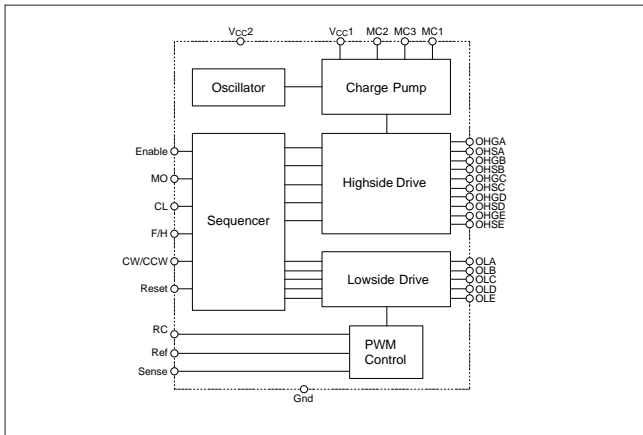 VCC2
VCC1
MC2
MC3
MC1
Oscillator
Charge Pump
Enable
MO
CL
F/H
CW/CCW
Reset
Sequencer
Highside Drive
OHGA
OHSA
OHGB
OHSB
OHGC
OHSC
OHGD
OHSD
OHGE
OHSE
Lowside Drive
OLA
OLB
OLC
OLD
OLE
RC
Ref
Sense
PWM
Control
Gnd